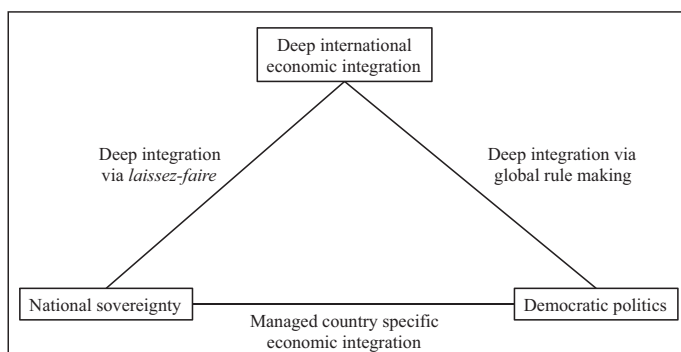 Deep international
economic integration
Deep integration
via laissez-faire
Deep integration via
global rule making
National sovereignty
Democratic politics
Managed country specific
economic integration